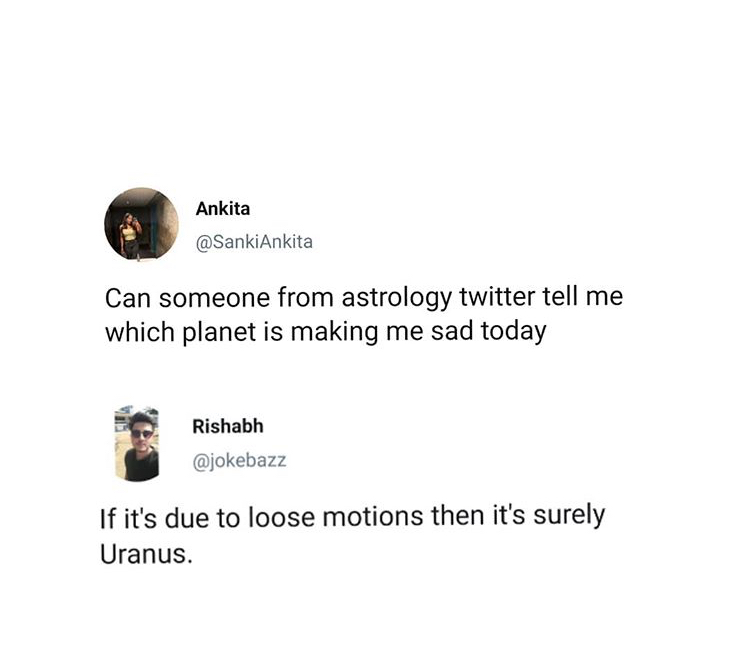 Ankita
@SankiAnkita
Can someone from astrology twitter tell me
which planet is making me sad today
Rishabh
@jokebazz
If it's due to loose motions then it's surely
Uranus.